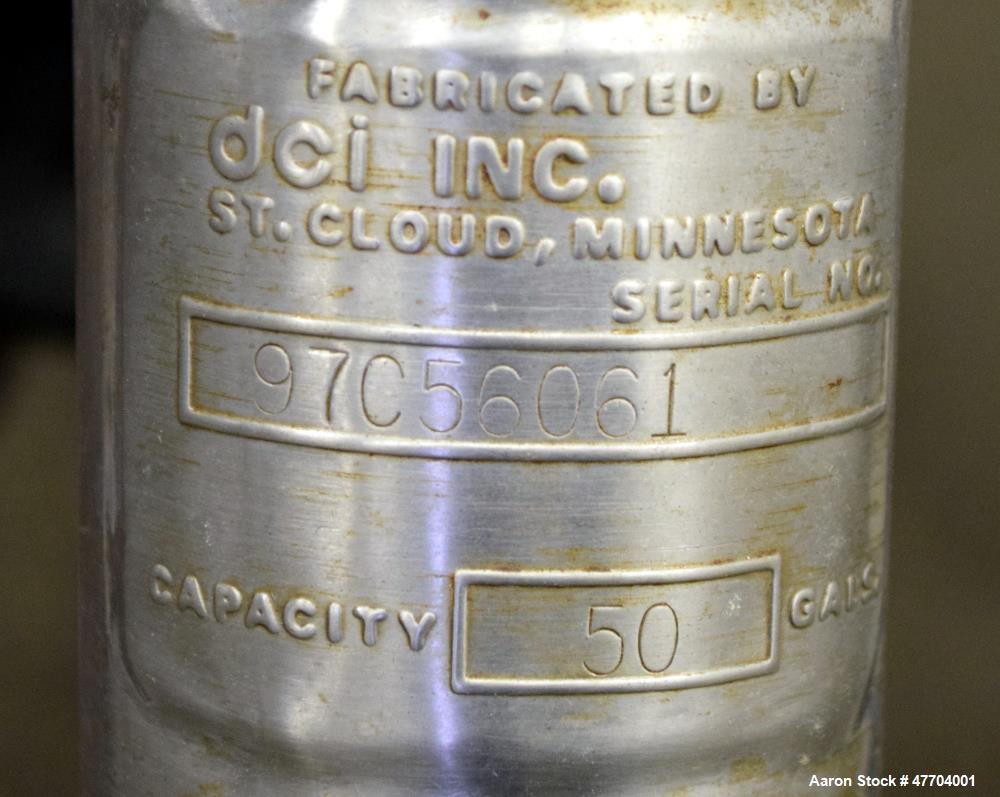 FABRICATED BY
dci INC.
ST. CLOUD, MINNESOTA
SERIAL NO.
97C56061
CAPACITY 50 GALS.
Aaron Stock # 47704001